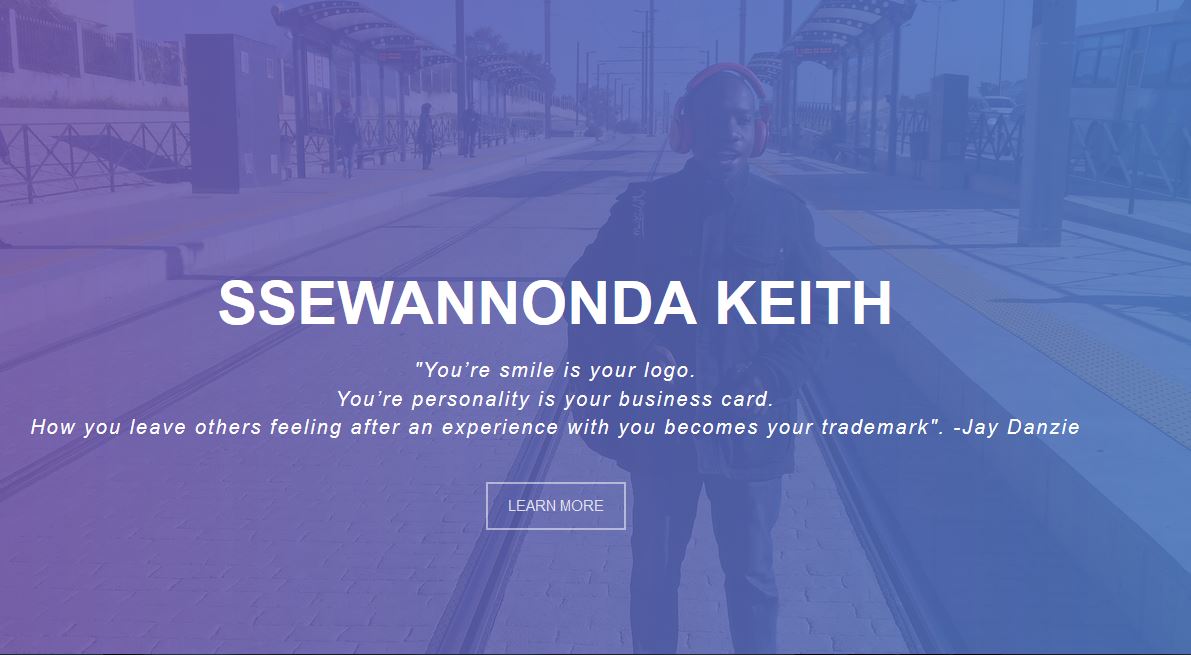 SSEWANNONDA KEITH
"You’re smile is your logo.
You’re personality is your business card.
How you leave others feeling after an experience with you becomes your trademark". -Jay Danzie
LEARN MORE